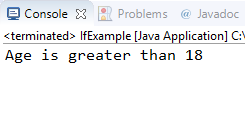 Console Problems @ Javadoc
<terminated> IfExample [Java Application] C:\
Age is greater than 18